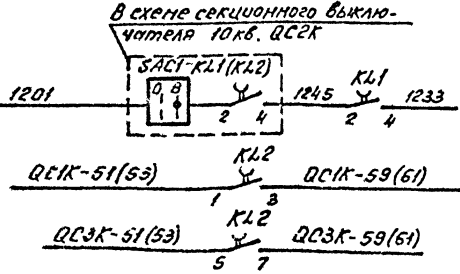 В схеме секционного выклю-
чателя 10кв. QC2K
SAC1-KL1(KL2)
О В
1201
2 4
1245
KL1
2 4
1233
KL2
QC1K-51(53)
1 3
QC1K-59(61)
KL2
QC3K-51(53)
5 7
QC3K-59(61)